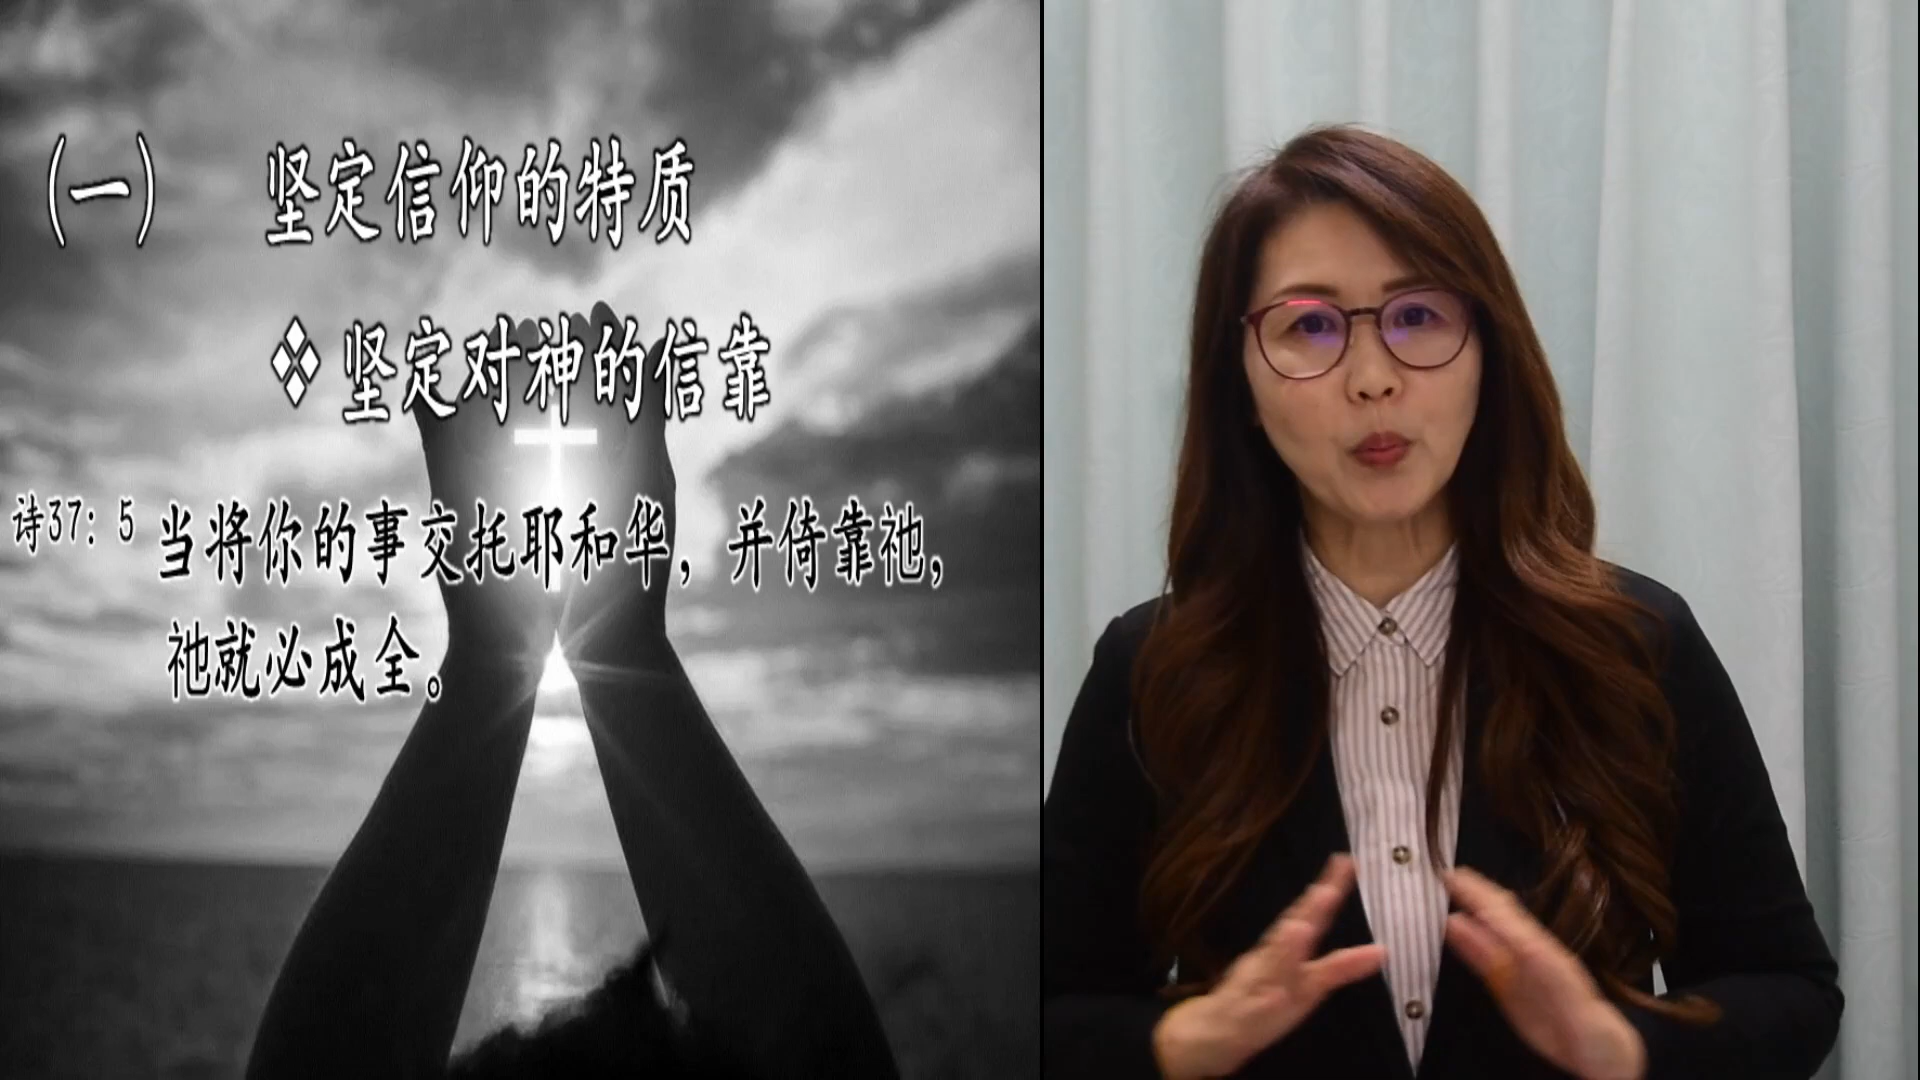 (一) 坚定信仰的特质
❖ 坚定对神的信靠
诗37: 5 当将你的事交托耶和华，并倚靠祂，
祂就必成全。